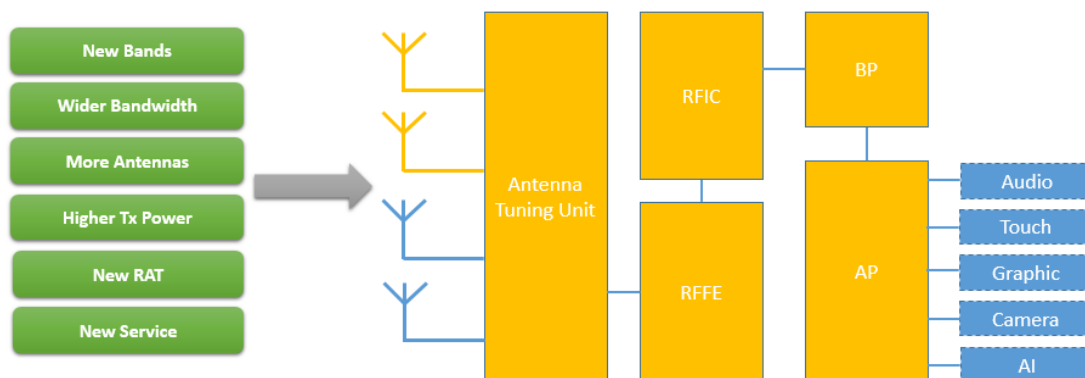 New Bands
Wider Bandwidth
More Antennas
Higher Tx Power
New RAT
New Service
Antenna
Tuning Unit
RFIC
RFFE
BP
AP
Audio
Touch
Graphic
Camera
AI